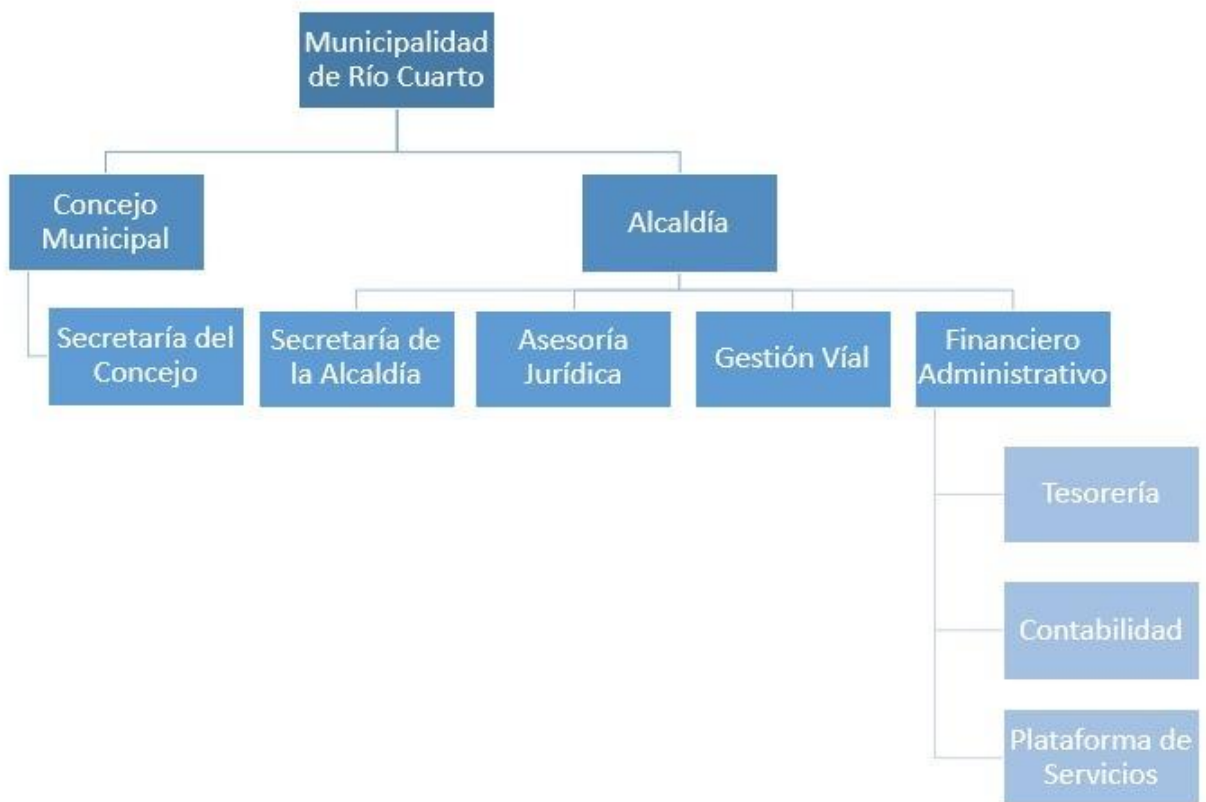 Municipalidad
de Río Cuarto
Concejo
Municipal
Alcaldía
Secretaría del
Concejo
Secretaría de
la Alcaldía
Asesoría
Jurídica
Gestión Víal
Financiero
Administrativo
Tesorería
Contabilidad
Plataforma de
Servicios